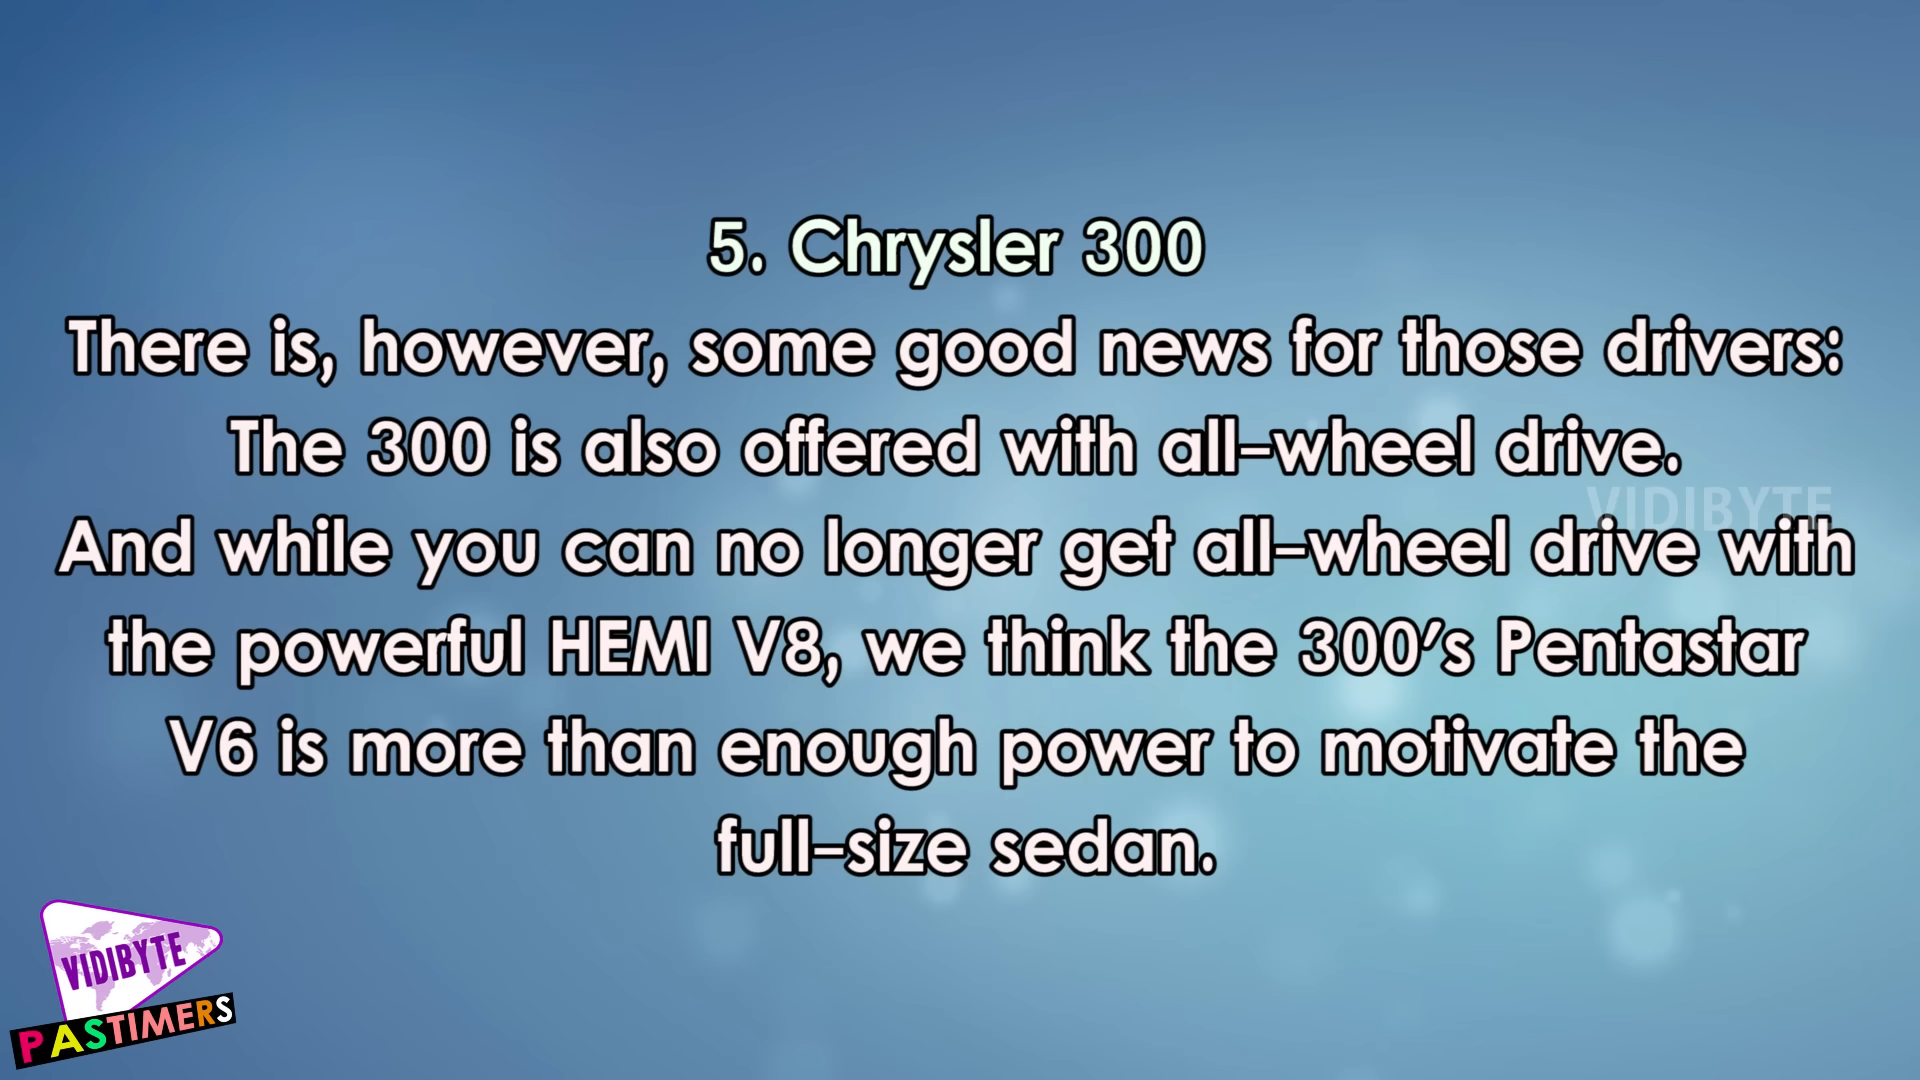 5. Chrysler 300
There is, however, some good news for those drivers:
The 300 is also offered with all-wheel drive.
VIDIBYTE
And while you can no longer get all-wheel drive with
the powerful HEMI V8, we think the 300's Pentastar
V6 is more than enough power to motivate the
full-size sedan.
VIDIBYTE
PASTIMERS